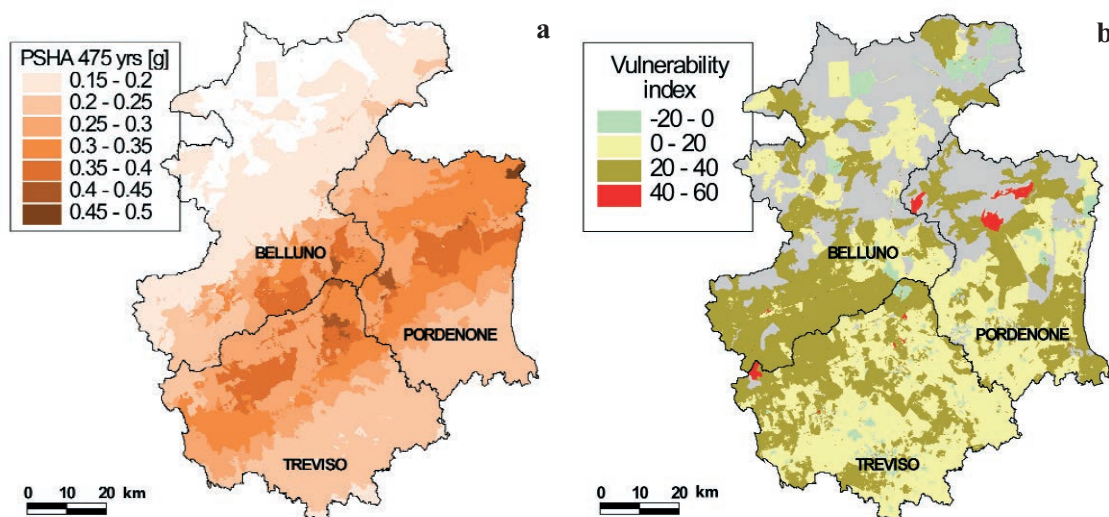 a
PSHA 475 yrs [g]
0.15 - 0.2
0.2 - 0.25
0.25 - 0.3
0.3 - 0.35
0.35 - 0.4
0.4 - 0.45
0.45 - 0.5
BELLUNO
PORDENONE
TREVISO
0 10 20 km
b
Vulnerability
index
-20 - 0
0 - 20
20 - 40
40 - 60
BELLUNO
PORDENONE
TREVISO
0 10 20 km